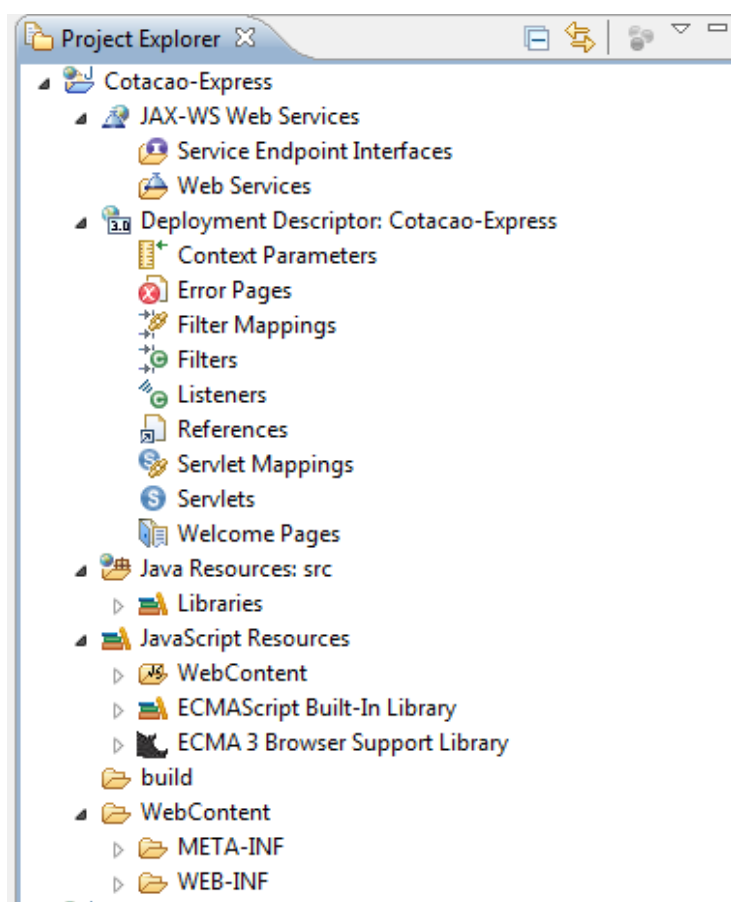 Project Explorer
Cotacao-Express
JAX-WS Web Services
Service Endpoint Interfaces
Web Services
3.0 Deployment Descriptor: Cotacao-Express
Context Parameters
Error Pages
Filter Mappings
Filters
Listeners
References
Servlet Mappings
Servlets
Welcome Pages
Java Resources: src
Libraries
JavaScript Resources
WebContent
ECMAScript Built-In Library
ECMA 3 Browser Support Library
build
WebContent
META-INF
WEB-INF